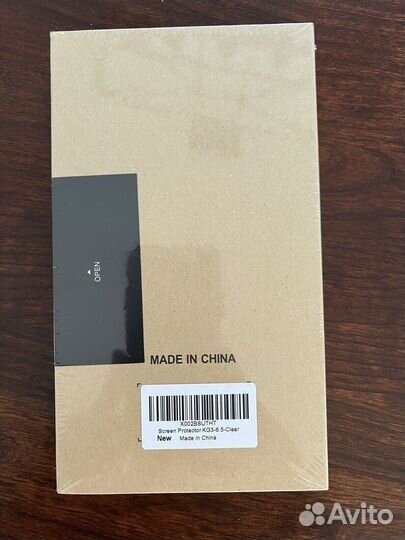 OPEN
MADE IN CHINA
X002BSUTHT
Screen Protector KG3-6.5-Clear
New Made in China
Avito